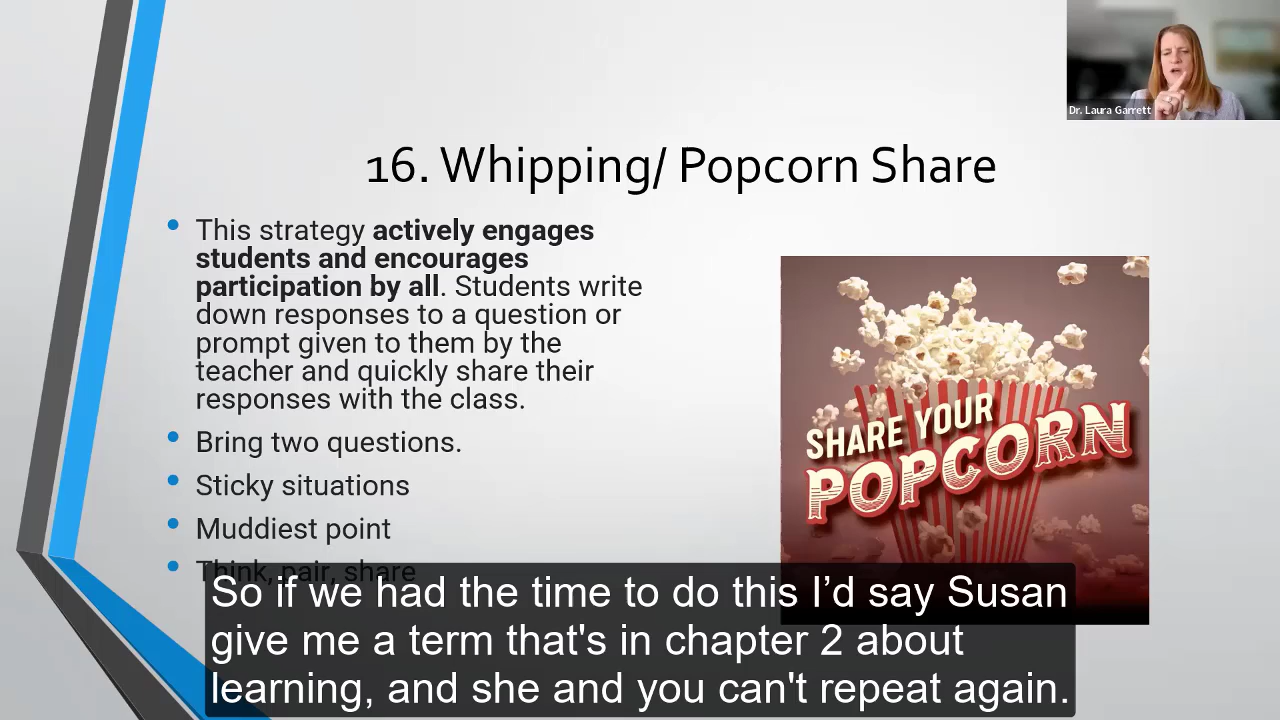 Dr. Laura Garrett
16. Whipping/ Popcorn Share
This strategy actively engages
students and encourages
participation by all. Students write
down responses to a question or
prompt given to them by the
teacher and quickly share their
responses with the class.
Bring two questions.
Sticky situations
Muddiest point
Think, pair, share
SHARE YOUR
POPCORN
So if we had the time to do this I’d say Susan
give me a term that's in chapter 2 about
learning, and she and you can't repeat again.